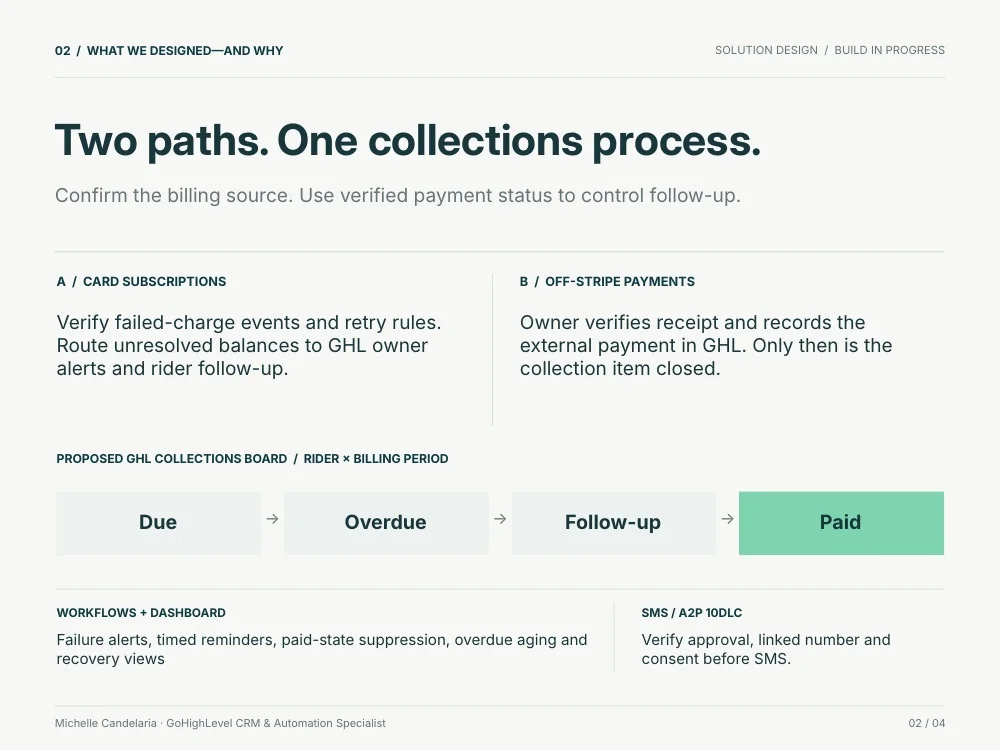 02 / WHAT WE DESIGNED—AND WHY
SOLUTION DESIGN / BUILD IN PROGRESS
Two paths. One collections process.
Confirm the billing source. Use verified payment status to control follow-up.
A / CARD SUBSCRIPTIONS
Verify failed-charge events and retry rules.
Route unresolved balances to GHL owner
alerts and rider follow-up.
B / OFF-STRIPE PAYMENTS
Owner verifies receipt and records the
external payment in GHL. Only then is the
collection item closed.
PROPOSED GHL COLLECTIONS BOARD / RIDER × BILLING PERIOD
Due → Overdue → Follow-up → Paid
WORKFLOWS + DASHBOARD
Failure alerts, timed reminders, paid-state suppression, overdue aging and
recovery views
SMS / A2P 10DLC
Verify approval, linked number and
consent before SMS.
Michelle Candelaria · GoHighLevel CRM & Automation Specialist
02 / 04